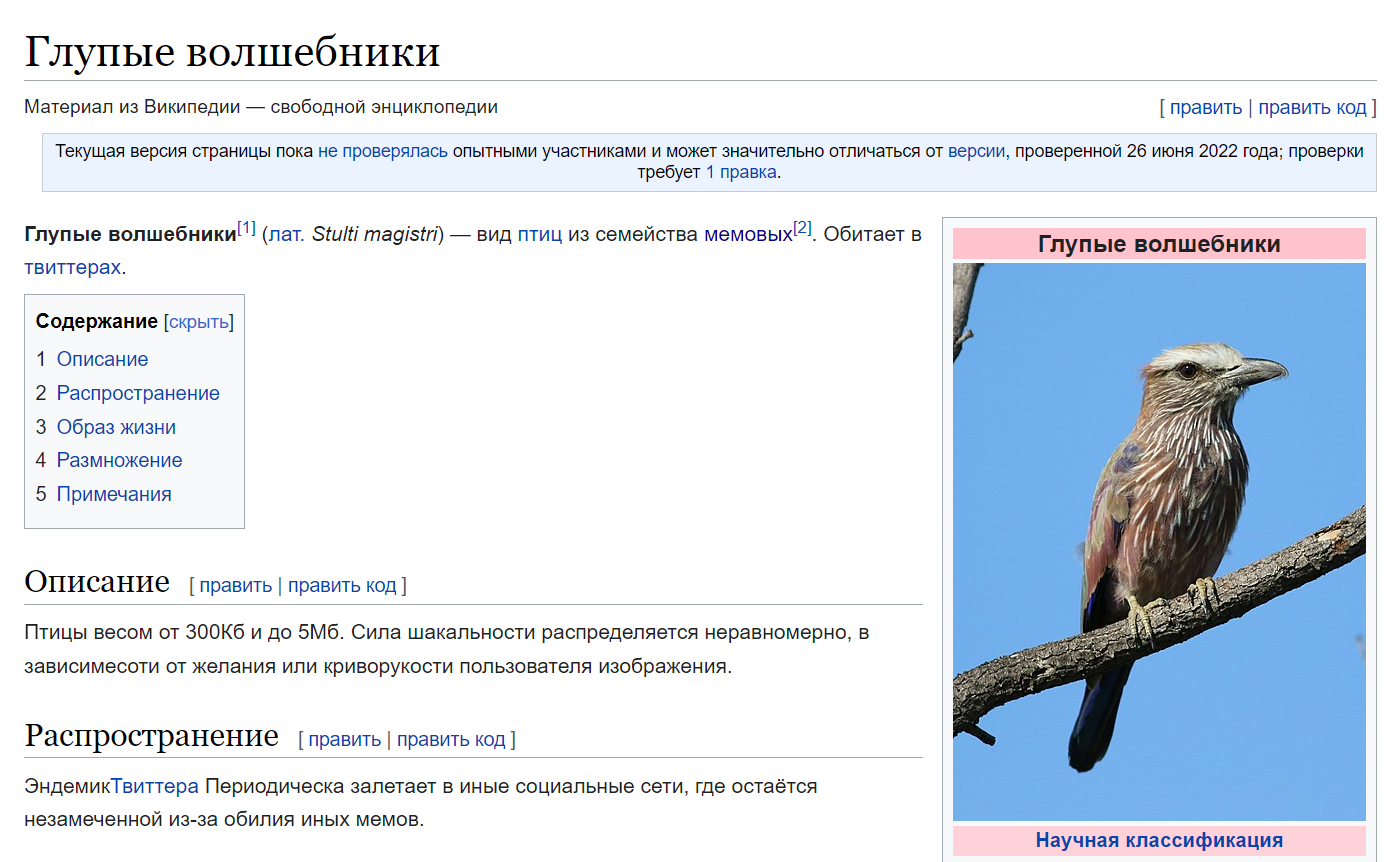 Глупые волшебники
Материал из Википедии — свободной энциклопедии
[ править | править код ]
Текущая версия страницы пока не проверялась опытными участниками и может значительно отличаться от версии, проверенной 26 июня 2022 года; проверки
требует 1 правка.
Глупые волшебники[1] (лат. Stulti magistri) — вид птиц из семейства мемовых[2]. Обитает в
твиттерах.
Содержание [скрыть]
1 Описание
2 Распространение
3 Образ жизни
4 Размножение
5 Примечания
Описание [ править | править код ]
Птицы весом от 300Кб и до 5Мб. Сила шакальности распределяется неравномерно, в
зависимесоти от желания или криворукости пользователя изображения.
Распространение [ править | править код ]
ЭндемикТвиттера Периодическа залетает в иные социальные сети, где остаётся
незамеченной из-за обилия иных мемов.
Глупые волшебники
Научная классификация